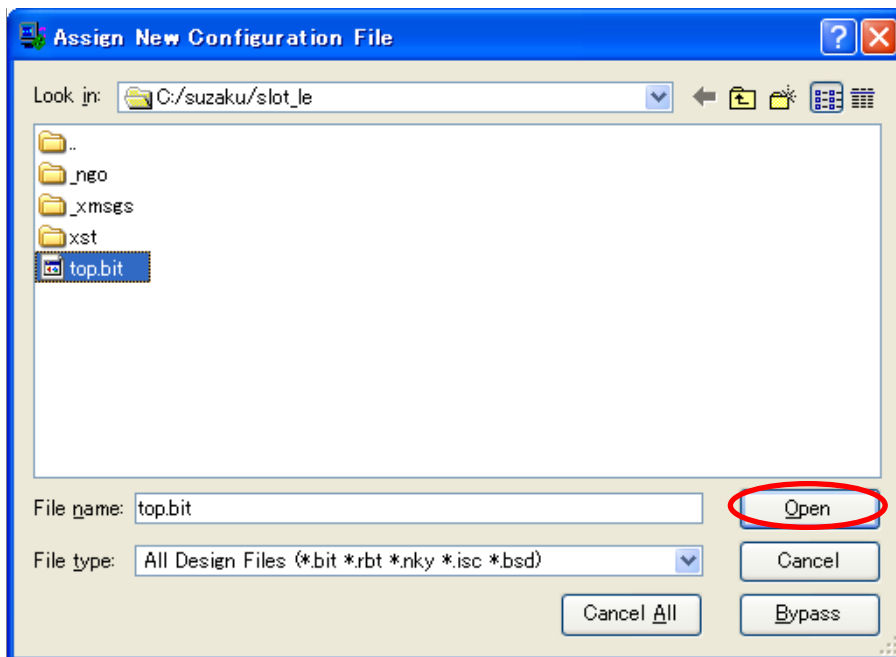 Assign New Configuration File
Look in: C:/suzaku/slot_le
..
_ngo
_xmsgs
xst
top.bit
File name: top.bit Open
File type: All Design Files (*.bit *.rbt *.nky *.isc *.bsd) Cancel
Cancel All Bypass